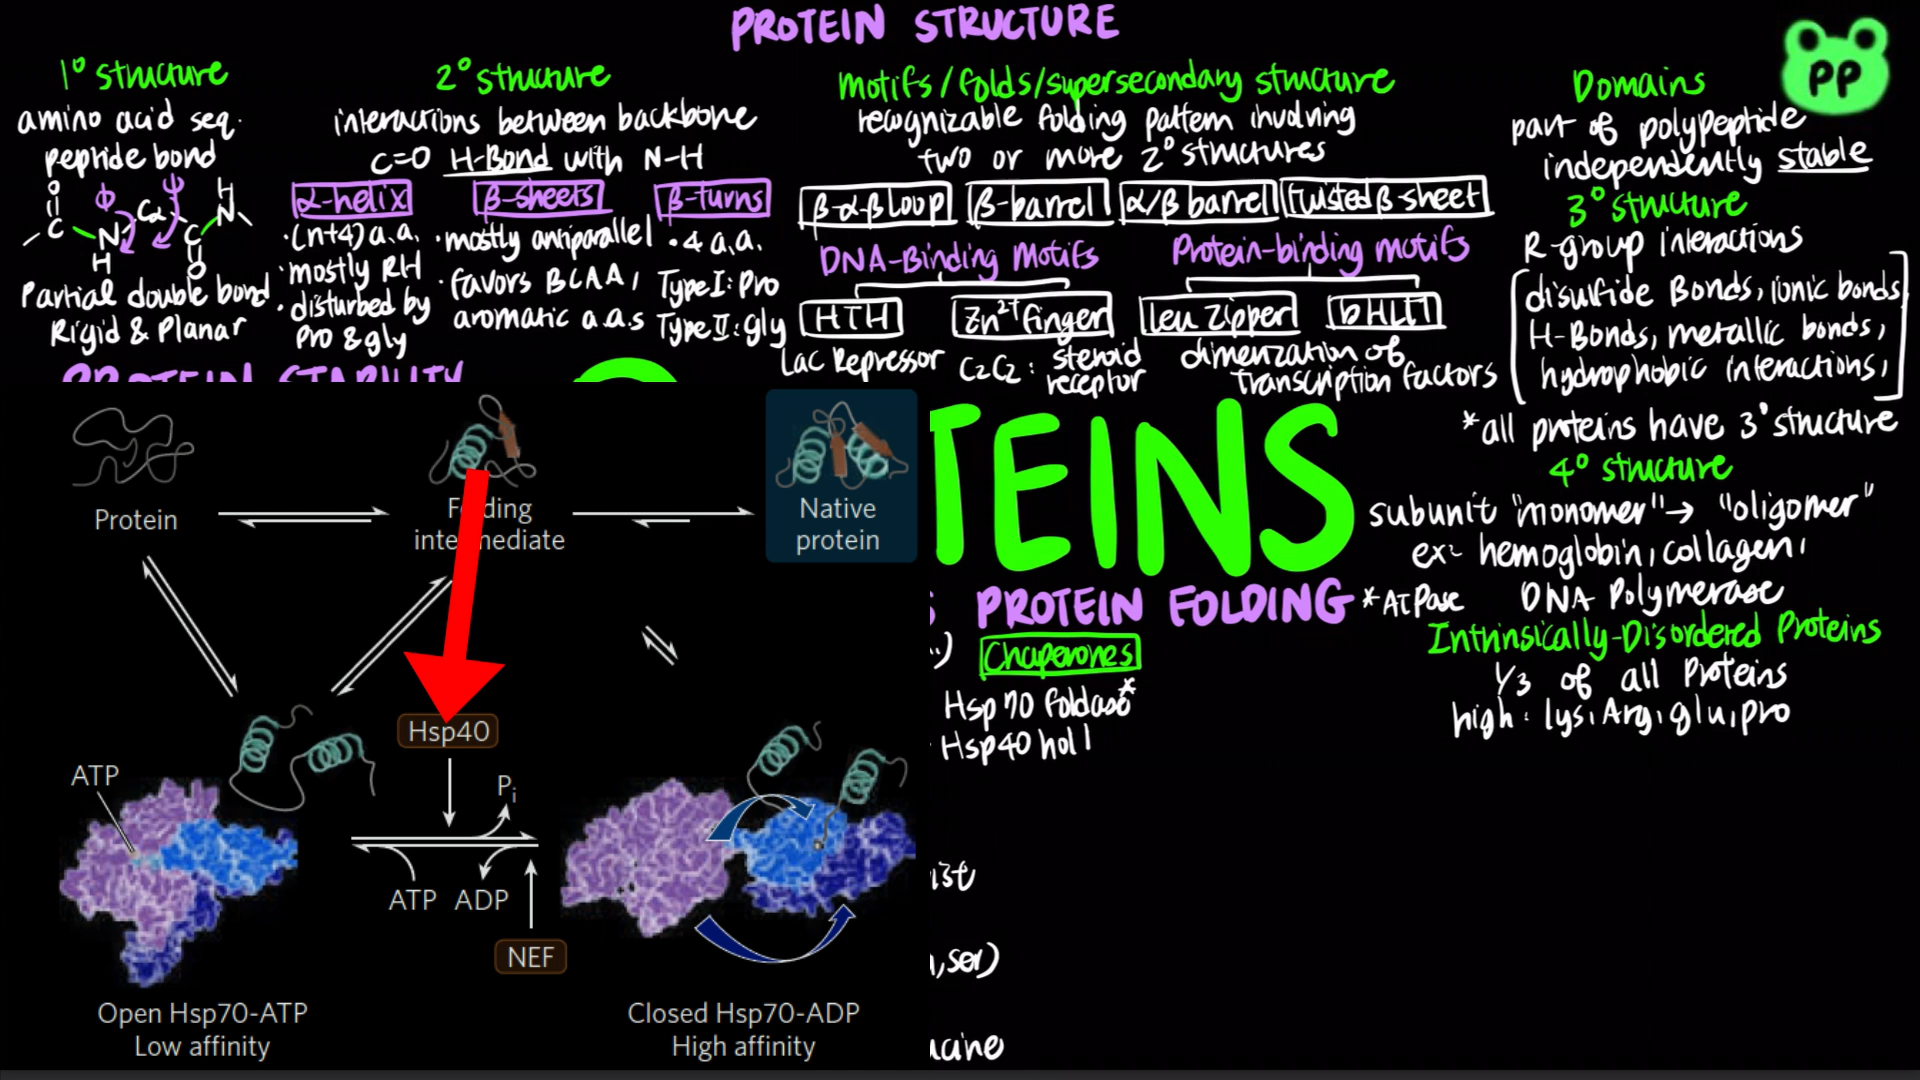 PROTEIN STRUCTURE
PP
1° structure
amino acid seq.
peptide bond
O
C
Φ
Ψ
N
H
Cα
C
O
H
N
Partial double bond
Rigid & Planar
2° structure
interactions between backbone
C=O H-Bond with N-H
α-helix
·(n+4) a.a.
·mostly RH
·disturbed by
Pro & gly
β-sheets
·mostly antiparallel
·favors BCAA,
aromatic a.a.s
β-turns
·4 a.a.
Type I: Pro
Type II: Gly
motifs/folds/supersecondary structure
recognizable folding pattern involving
two or more 2° structures
β-α-β Loop
β-barrel
α/β barrel
twisted β-sheet
DNA-Binding Motifs
HTH
Zn²⁺ finger
Lac Repressor
C2C2: steroid
receptor
Protein-binding motifs
leu zipper
bHLH
dimerization of
transcription factors
Domains
part of polypeptide
independently stable
3° structure
R-group interactions
disulfide Bonds, ionic bonds
H-Bonds, metallic bonds,
hydrophobic interactions,
*all proteins have 3° structure
4° structure
subunit "monomer" → "oligomer"
ex: hemoglobin, collagen,
*ATPase DNA Polymerase
Intrinsically-Disordered Proteins
1/3 of all Proteins
high: lys, Arg, glu, pro
PROTEIN STABILITY
TEINS
PROTEIN FOLDING
Chaperones
Hsp70 foldase*
Hsp40 hol
Protein
Folding
intermediate
Native
protein
Hsp40
ATP
Pi
ATP ADP
NEF
Open Hsp70-ATP
Low affinity
Closed Hsp70-ADP
High affinity
,ser)